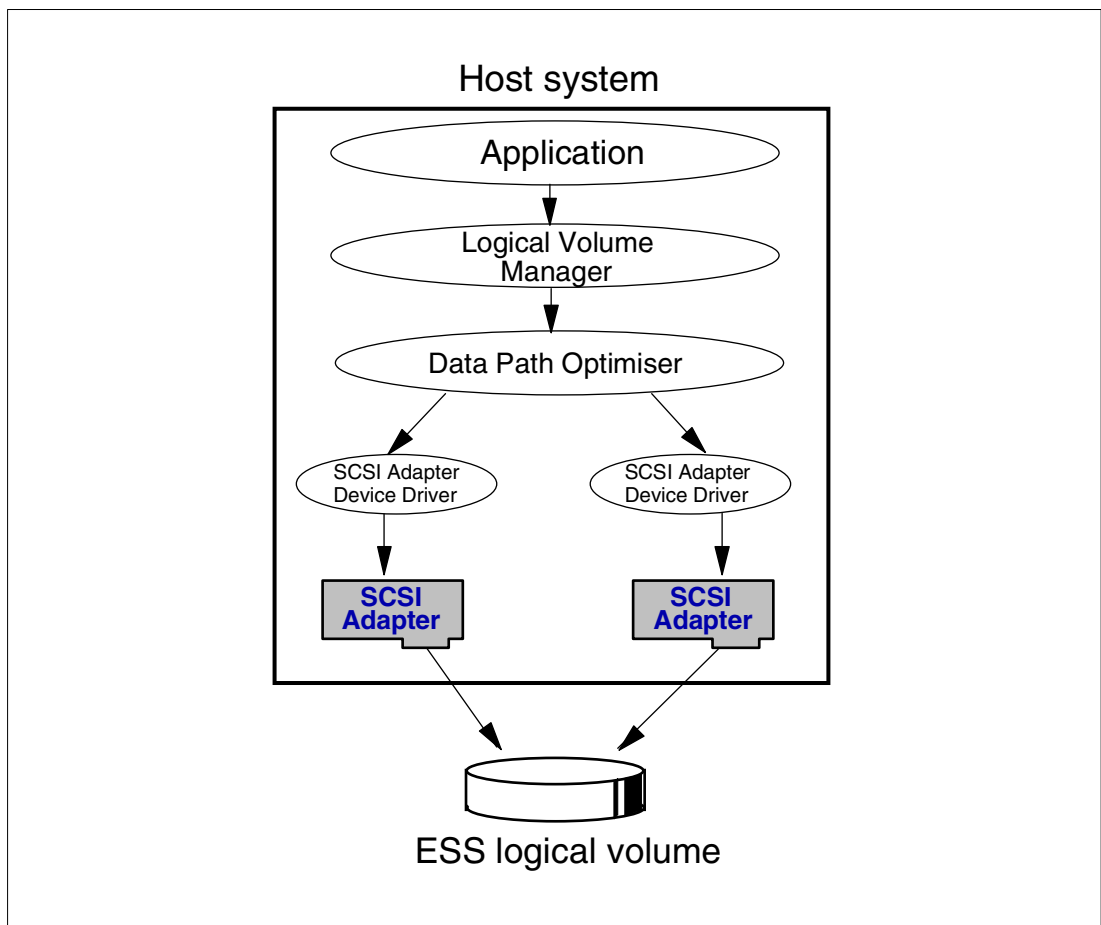 Host system
Application
Logical Volume
Manager
Data Path Optimiser
SCSI Adapter
Device Driver
SCSI Adapter
Device Driver
SCSI
Adapter
SCSI
Adapter
ESS logical volume